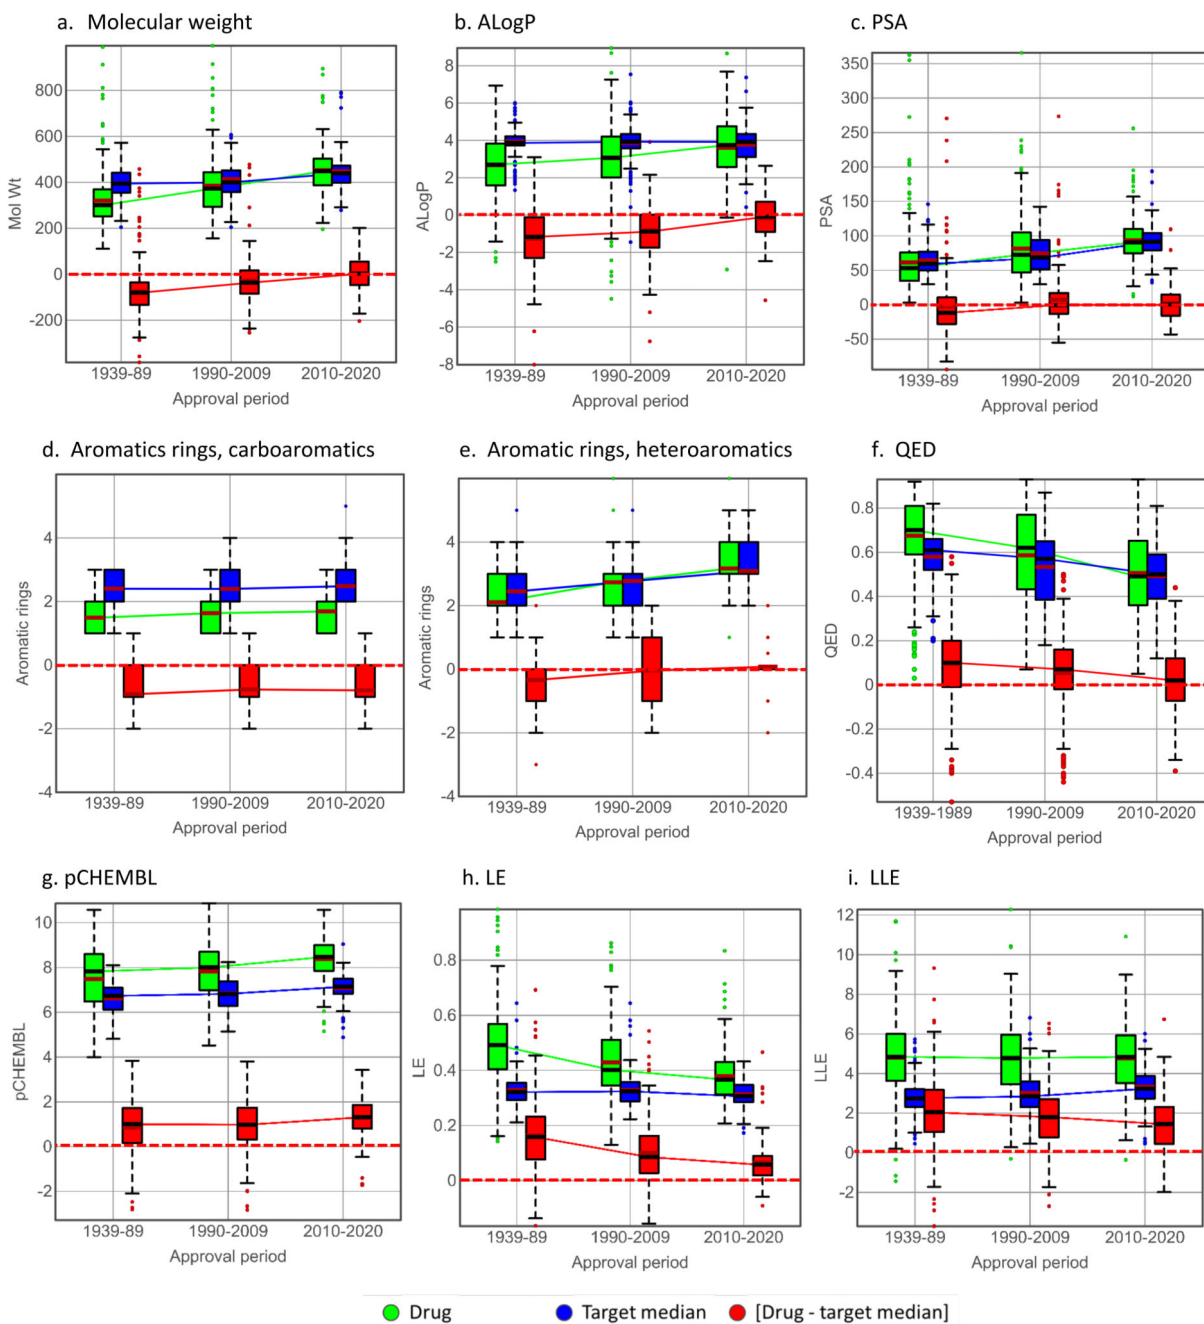 a. Molecular weight
b. ALogP
c. PSA
800
600
400
200
0
-200
Mol Wt
1939-89 1990-2009 2010-2020
Approval period
8
6
4
2
0
-2
-4
-6
-8
ALogP
1939-89 1990-2009 2010-2020
Approval period
350
300
250
200
150
100
50
0
-50
PSA
1939-89 1990-2009 2010-2020
Approval period
d. Aromatics rings, carboaromatics
e. Aromatic rings, heteroaromatics
f. QED
4
2
0
-2
-4
Aromatic rings
1939-89 1990-2009 2010-2020
Approval period
4
2
0
-2
-4
Aromatic rings
1939-89 1990-2009 2010-2020
Approval period
0.8
0.6
0.4
0.2
0
-0.2
-0.4
QED
1939-1989 1990-2009 2010-2020
Approval period
g. pCHEMBL
h. LE
i. LLE
10
8
6
4
2
0
-2
pCHEMBL
1939-89 1990-2009 2010-2020
Approval period
0.8
0.6
0.4
0.2
0
LE
1939-89 1990-2009 2010-2020
Approval period
12
10
8
6
4
2
0
-2
LLE
1939-89 1990-2009 2010-2020
Approval period
Drug Target median [Drug - target median]